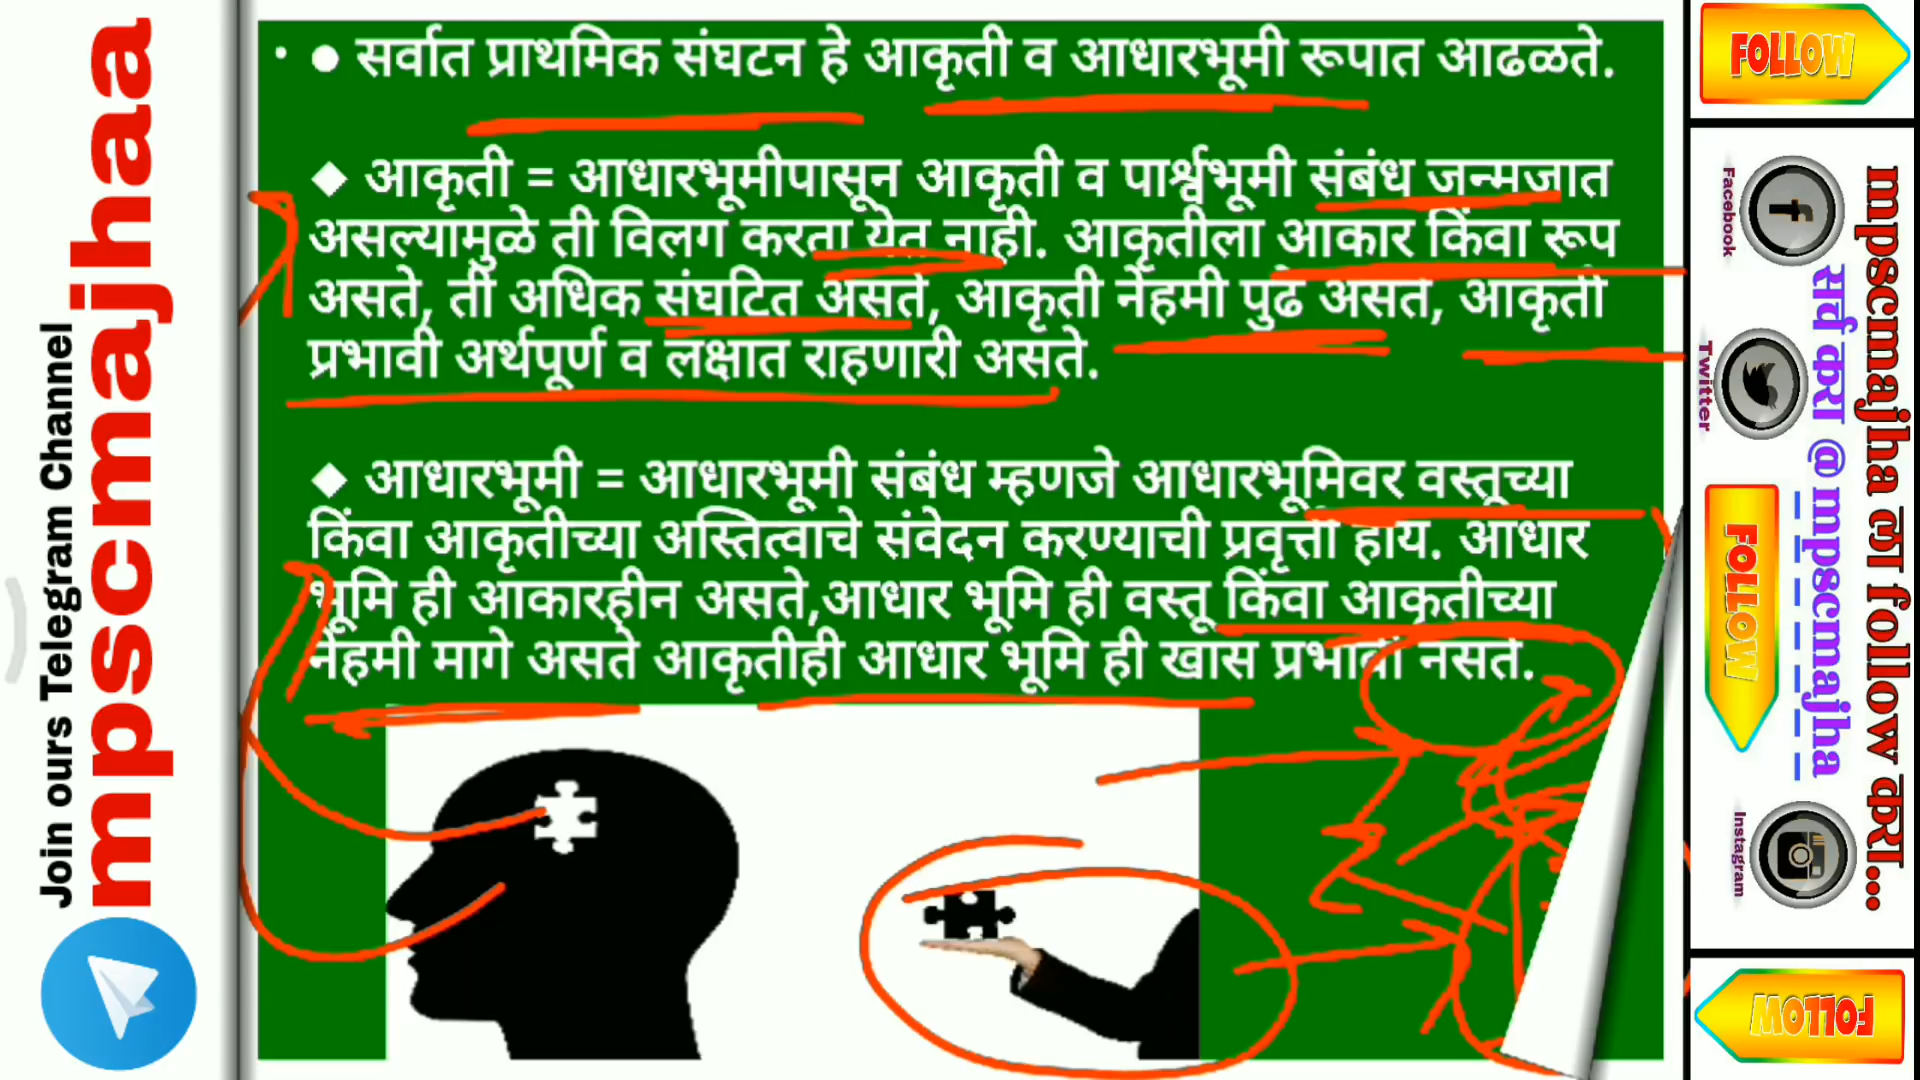 Join ours Telegram Channel
mpscmajhaa
• ● सर्वात प्राथमिक संघटन हे आकृती व आधारभूमी रूपात आढळते.
◆ आकृती = आधारभूमीपासून आकृती व पार्श्वभूमी संबंध जन्मजात
असल्यामुळे ती विलग करता येत नाही. आकृतीला आकार किंवा रूप
असते, ती अधिक संघटित असते, आकृती नेहमी पुढे असत, आकृती
प्रभावी अर्थपूर्ण व लक्षात राहणारी असते.
◆ आधारभूमी = आधारभूमी संबंध म्हणजे आधारभूमिवर वस्तूच्या
किंवा आकृतीच्या अस्तित्वाचे संवेदन करण्याची प्रवृत्ती होय. आधार
भूमि ही आकारहीन असते,आधार भूमि ही वस्तू किंवा आकृतीच्या
नेहमी मागे असते आकृतीही आधार भूमि ही खास प्रभावी नसते.
FOLLOW
Facebook
Twitter
Instagram
FOLLOW
सर्च करा @mpscmajha
mpscmajha ला follow करा...
FOLLOW